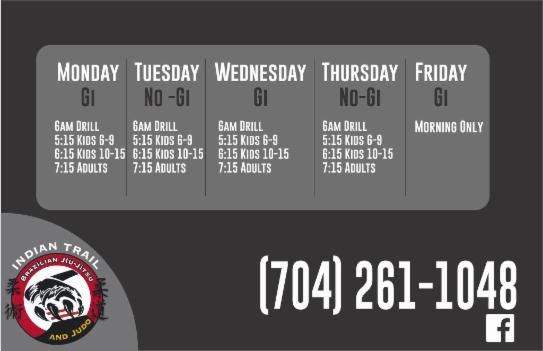 MONDAY
GI
6AM DRILL
5:15 KIDS 6-9
6:15 KIDS 10-15
7:15 ADULTS
TUESDAY
NO -GI
6AM DRILL
5:15 KIDS 6-9
6:15 KIDS 10-15
7:15 ADULTS
WEDNESDAY
GI
6AM DRILL
5:15 KIDS 6-9
6:15 KIDS 10-15
7:15 ADULTS
THURSDAY
NO-GI
6AM DRILL
5:15 KIDS 6-9
6:15 KIDS 10-15
7:15 ADULTS
FRIDAY
GI
MORNING ONLY
INDIAN TRAIL
BRAZILIAN JIU-JITSU
柔術
柔道
AND JUDO
(704) 261-1048
f